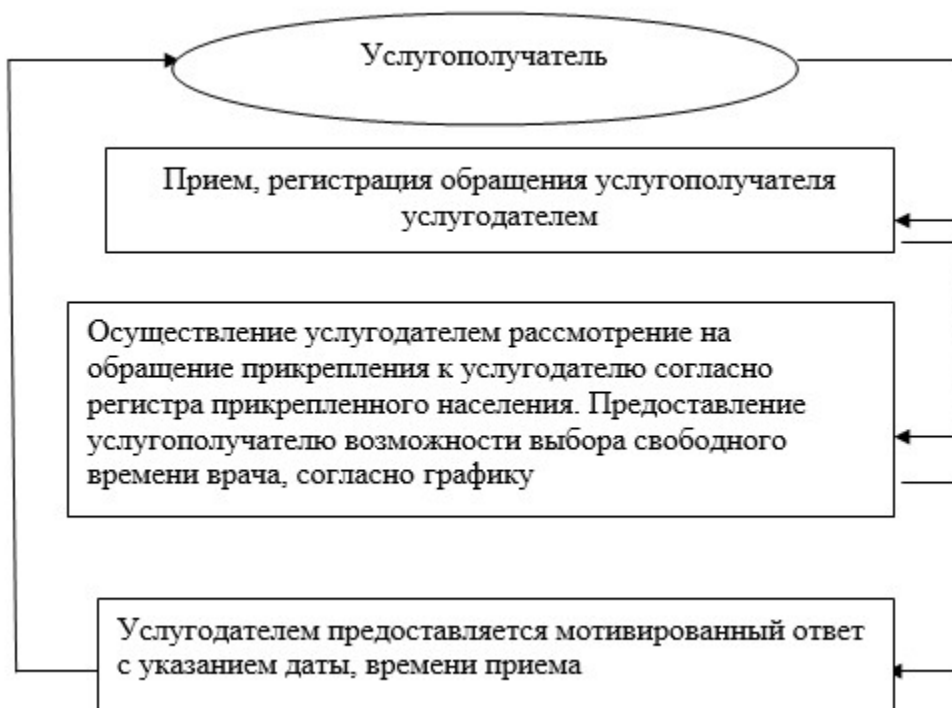 Услугополучатель
Прием, регистрация обращения услугополучателя
услугодателем
Осуществление услугодателем рассмотрение на
обращение прикрепления к услугодателю согласно
регистра прикрепленного населения. Предоставление
услугополучателю возможности выбора свободного
времени врача, согласно графику
Услугодателем предоставляется мотивированный ответ
с указанием даты, времени приема